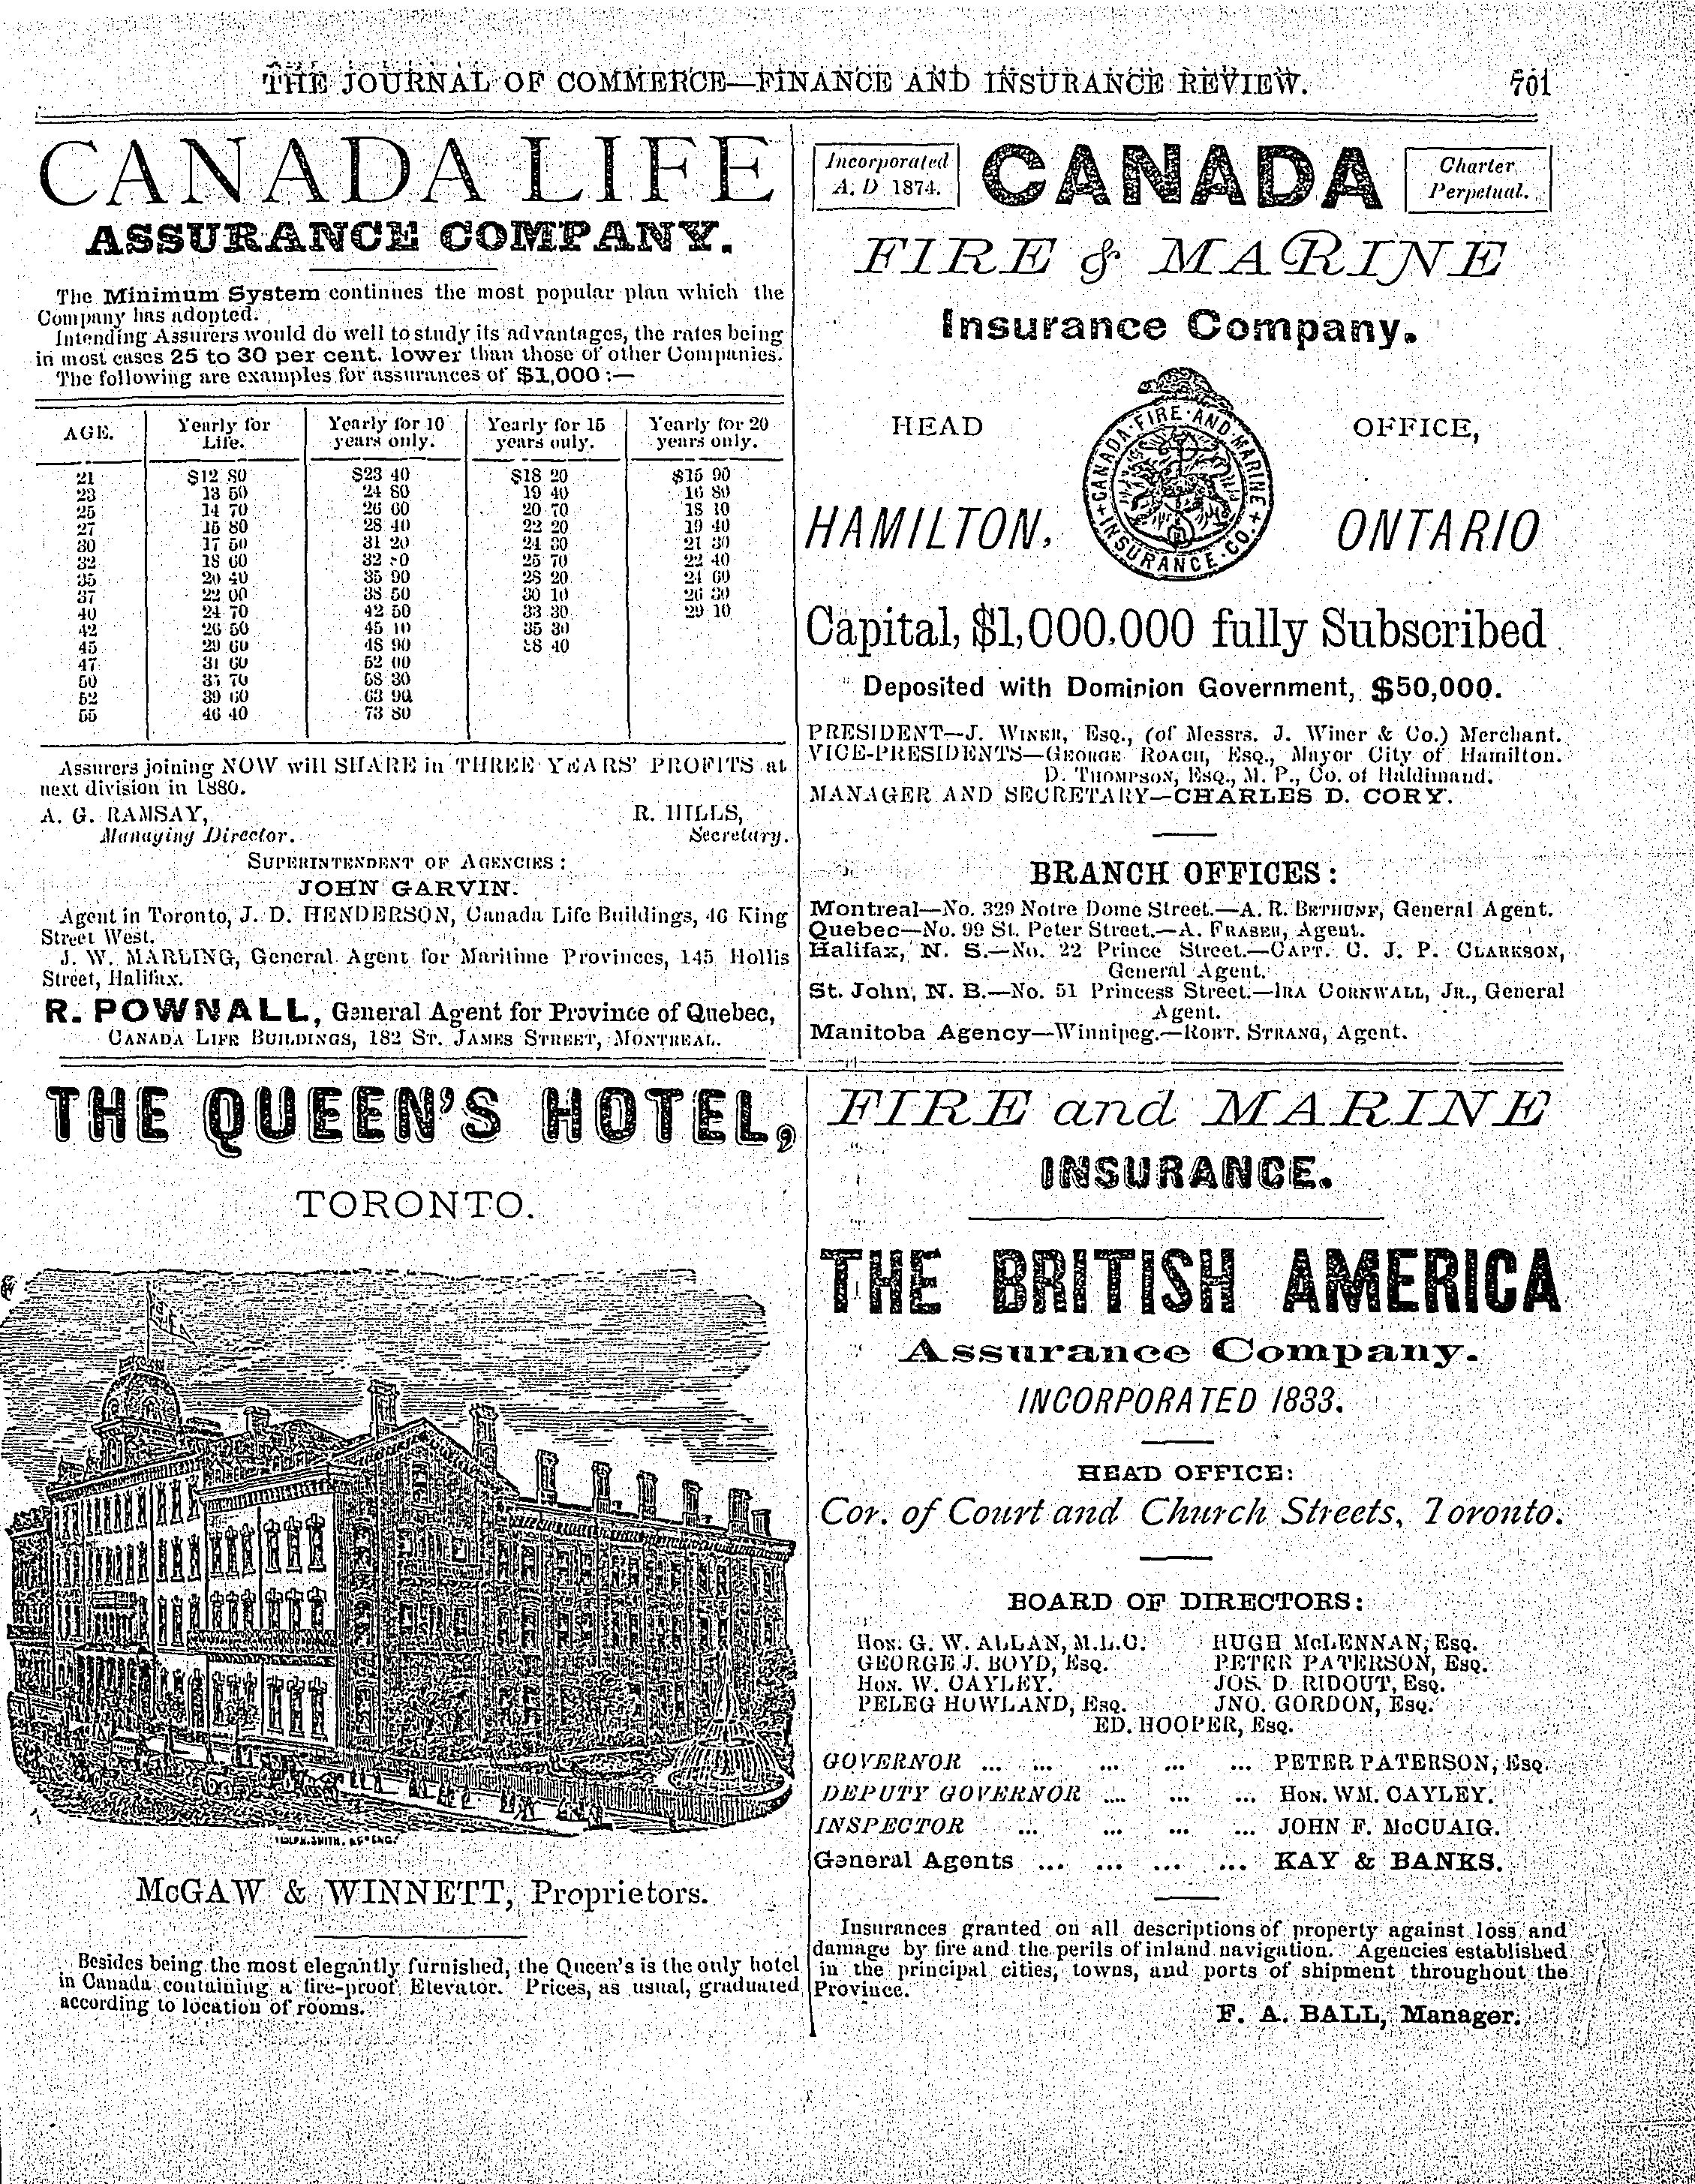 THE JOURNAL OF COMMERCE—FINANCE AND INSURANCE REVIEW. 701
CANADA LIFE
ASSURANCE COMPANY.
The Minimum System continues the most popular plan which the
Company has adopted.
Intending Assurers would do well to study its advantages, the rates being
in most cases 25 to 30 per cent. lower than those of other Companies.
The following are examples for assurances of $1,000 :—
AGE. Yearly for Life. Yearly for 10 years only. Yearly for 15 years only. Yearly for 20 years only.
21 $12 80 $23 40 $18 20 $15 90
23 13 50 24 80 19 40 16 80
25 14 70 26 60 20 70 18 10
27 15 80 28 40 22 20 19 40
30 17 50 31 20 24 30 21 30
32 18 60 32 25 70 22 40
35 20 40 35 90 28 20 24 60
37 22 00 38 50 30 10 26 30
40 24 70 42 50 33 30 29 10
42 26 50 45 10 35 30
45 29 60 48 90 40
47 31 60 52 00
50 35 70 58 30
52 39 60 63 90
55 46 40 73 80
Assurers joining NOW will SHARE in THREE YEARS' PROFITS at
next division in 1880.
A. G. RAMSAY, R. HILLS,
Managing Director. Secretary.
SUPERINTENDENT OF AGENCIES :
JOHN GARVIN.
Agent in Toronto, J. D. HENDERSON, Canada Life Buildings, 46 King
Street West.
J. W. MARLING, General Agent for Maritime Provinces, 145 Hollis
Street, Halifax.
R. POWNALL, General Agent for Province of Quebec,
CANADA LIFE BUILDINGS, 182 ST. JAMES STREET, MONTREAL.
Incorporated
A. D 1874.
CANADA
Charter
Perpetual.
FIRE & MARINE
Insurance Company.
HEAD OFFICE,
CANADA·FIRE·AND MARINE + INSURANCE·CO. +
HAMILTON, ONTARIO
Capital, $1,000.000 fully Subscribed
Deposited with Dominion Government, $50,000.
PRESIDENT—J. WINER, Esq., (of Messrs. J. Winer & Co.) Merchant.
VICE-PRESIDENTS—GEORGE ROACH, Esq., Mayor City of Hamilton.
D. THOMPSON, Esq., M. P., Co. of Haldimand.
MANAGER AND SECRETARY—CHARLES D. CORY.
BRANCH OFFICES :
Montreal—No. 329 Notre Dome Street.—A. R. BETHUNE, General Agent.
Quebec—No. 99 St. Peter Street.—A. FRASER, Agent.
Halifax, N. S.—No. 22 Prince Street.—CAPT. C. J. P. CLARKSON,
General Agent.
St. John, N. B.—No. 51 Princess Street.—IRA CORNWALL, JR., General
Agent.
Manitoba Agency—Winnipeg.—ROBT. STRANG, Agent.
THE QUEEN'S HOTEL,
TORONTO.
McGAW & WINNETT, Proprietors.
Besides being the most elegantly furnished, the Queen's is the only hotel
in Canada containing a fire-proof Elevator. Prices, as usual, graduated
according to location of rooms.
FIRE and MARINE
INSURANCE.
THE BRITISH AMERICA
Assurance Company.
INCORPORATED 1833.
HEAD OFFICE:
Cor. of Court and Church Streets, Toronto.
BOARD OF DIRECTORS:
HON. G. W. ALLAN, M.L.C. HUGH McLENNAN, ESQ.
GEORGE J. BOYD, ESQ. PETER PATERSON, ESQ.
HON. W. CAYLEY. JOS. D. RIDOUT, ESQ.
PELEG HOWLAND, ESQ. JNO. GORDON, ESQ.
ED. HOOPER, ESQ.
GOVERNOR ... ... ... ... ... PETER PATERSON, ESQ.
DEPUTY GOVERNOR .... ... ... HON. WM. CAYLEY.
INSPECTOR ... ... ... ... JOHN F. McCUAIG.
General Agents ... ... ... ... KAY & BANKS.
Insurances granted on all descriptions of property against loss and
damage by fire and the perils of inland navigation. Agencies established
in the principal cities, towns, and ports of shipment throughout the
Province.
F. A. BALL, Manager.